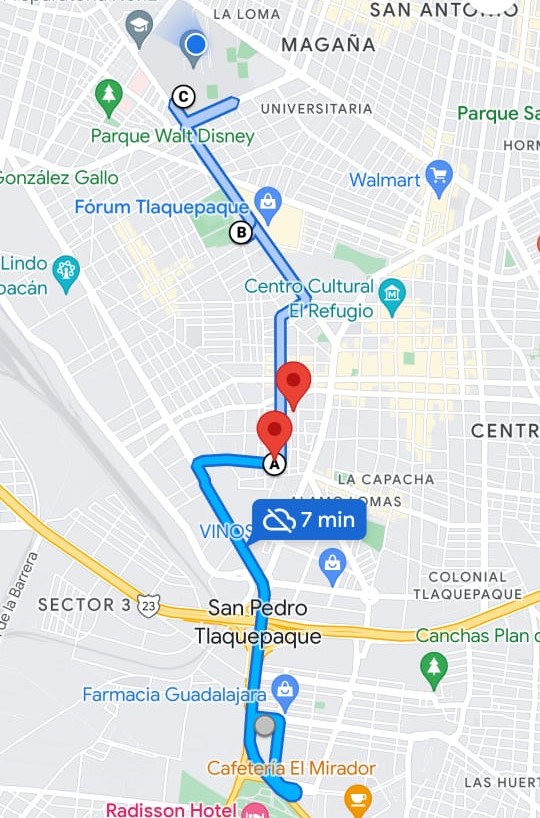 LA LOMA
SAN ANTONIO
MAGAÑA
C
UNIVERSITARIA
Parque Walt Disney
Parque Sa
HORM
González Gallo
Walmart
Fórum Tlaquepaque
B
Lindo
pacán
Centro Cultural
El Refugio
CENTR
A
LA CAPACHA
ALAMO LOMAS
7 min
VINOS
COLONIAL
TLAQUEPAQUE
de la Barrera
SECTOR 3
23
San Pedro
Tlaquepaque
Canchas Plan d
Farmacia Guadalajara
Cafetería El Mirador
LAS HUERT
Radisson Hotel